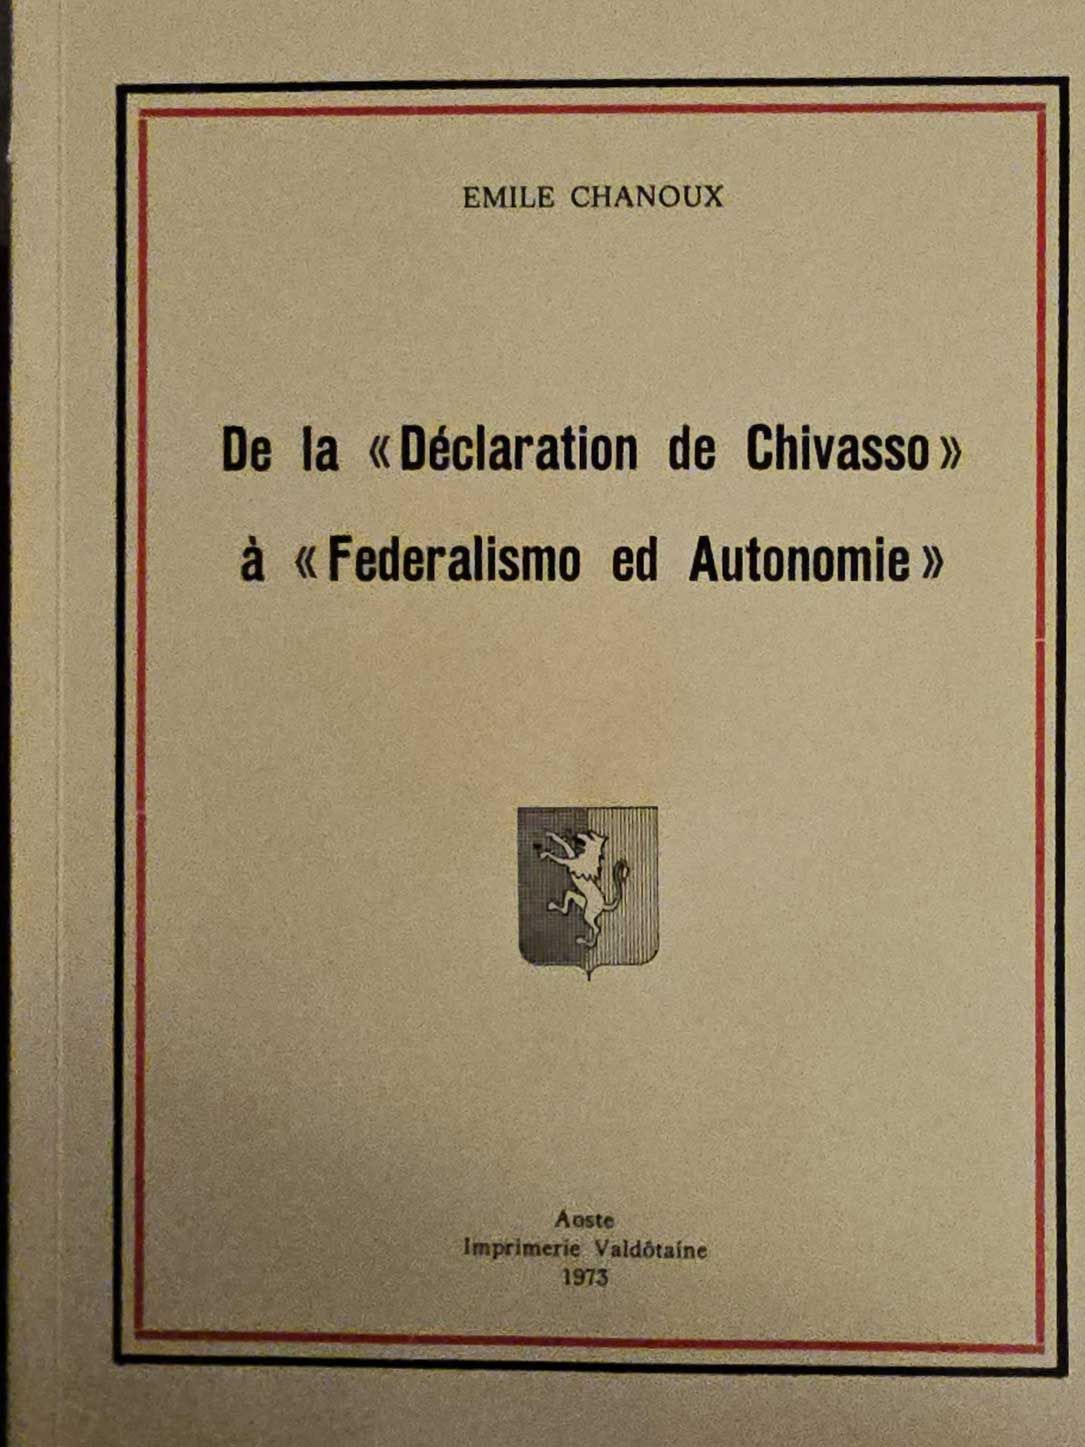 EMILE CHANOUX
De la «Déclaration de Chivasso»
à «Federalismo ed Autonomie»
Aoste
Imprimerie Valdôtaine
1973